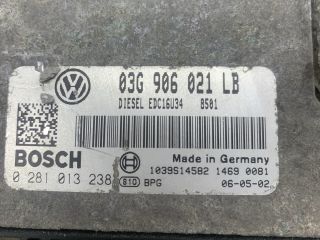 03G 906 021 LB
DIESEL EDC16U34 8501
BOSCH
Made in Germany
1039S14582 1469 0081
0 281 013 238
810 BPG
06-05-02